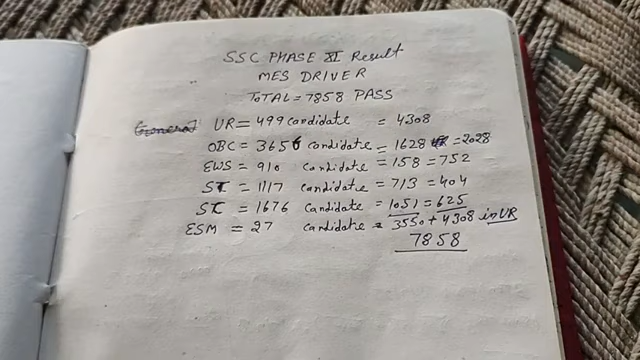 SSC PHASE XI Result
MES DRIVER
TOTAL = 7858 PASS
General UR = 499 candidate = 4308
OBC = 3656 candidate = 1628 UR = 2028
EWS = 910 candidate = 158 = 752
ST = 1117 candidate = 713 = 404
SC = 1676 candidate = 1051 = 625
ESM = 27 candidate = 3550 + 4308 in UR
7858